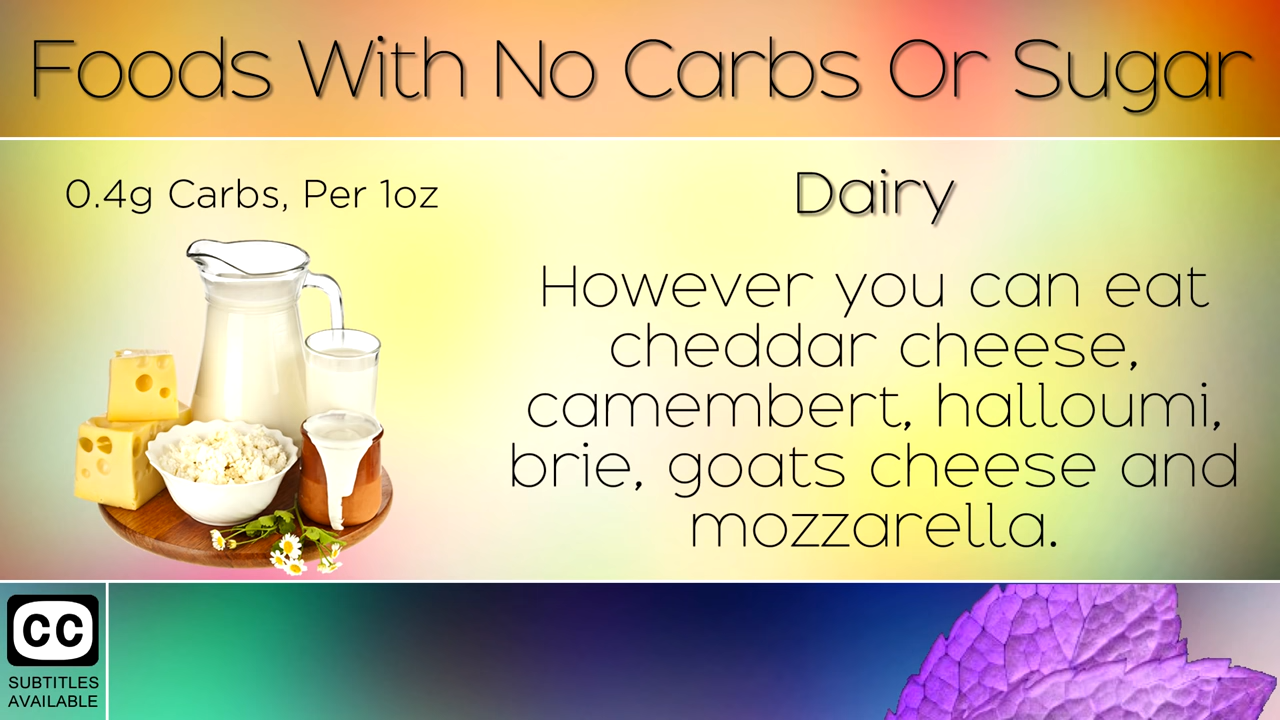 Foods With No Carbs Or Sugar
0.4g Carbs, Per 1oz
Dairy
However you can eat
cheddar cheese,
camembert, halloumi,
brie, goats cheese and
mozzarella.
CC
SUBTITLES
AVAILABLE